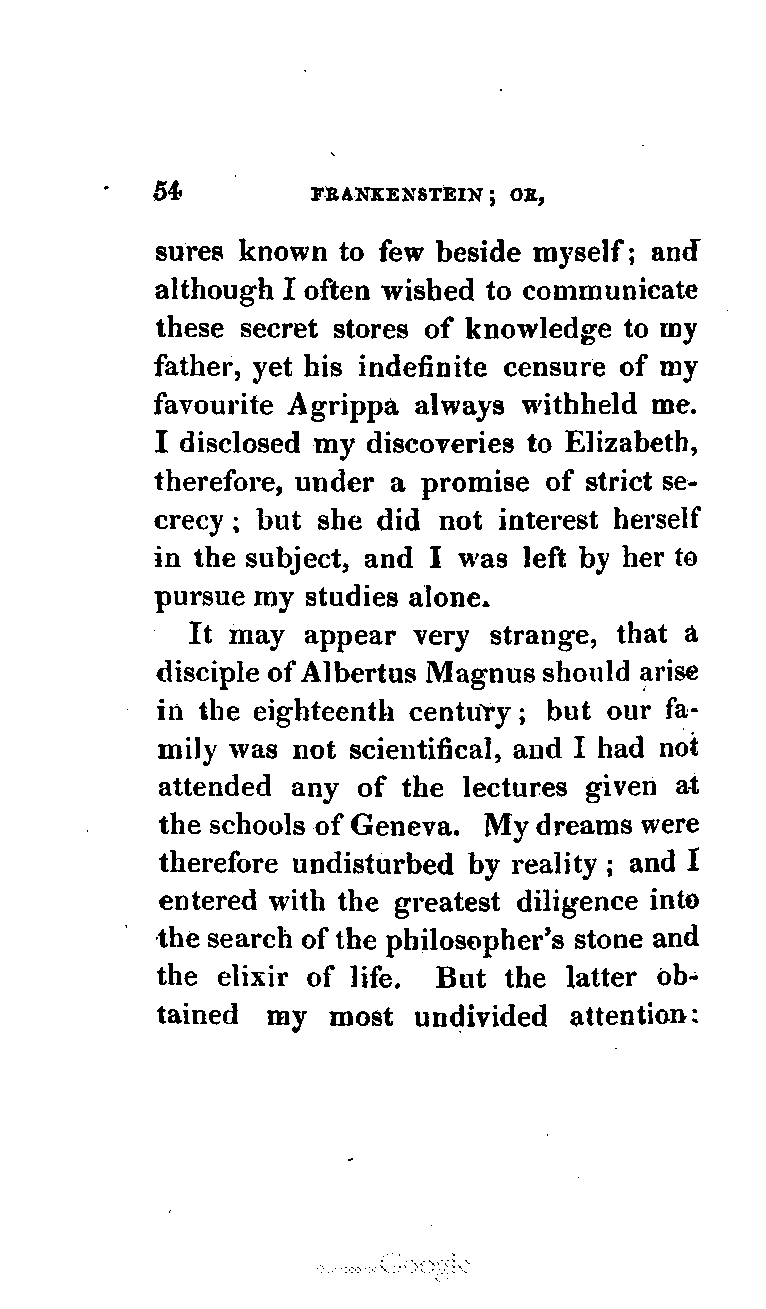 54 FRANKENSTEIN; OR,
sures known to few beside myself; and
although I often wished to communicate
these secret stores of knowledge to my
father, yet his indefinite censure of my
favourite Agrippa always withheld me.
I disclosed my discoveries to Elizabeth,
therefore, under a promise of strict se-
crecy; but she did not interest herself
in the subject, and I was left by her to
pursue my studies alone.
It may appear very strange, that a
disciple of Albertus Magnus should arise
in the eighteenth century; but our fa-
mily was not scientifical, and I had not
attended any of the lectures given at
the schools of Geneva. My dreams were
therefore undisturbed by reality; and I
entered with the greatest diligence into
the search of the philosopher's stone and
the elixir of life. But the latter ob-
tained my most undivided attention:
Google